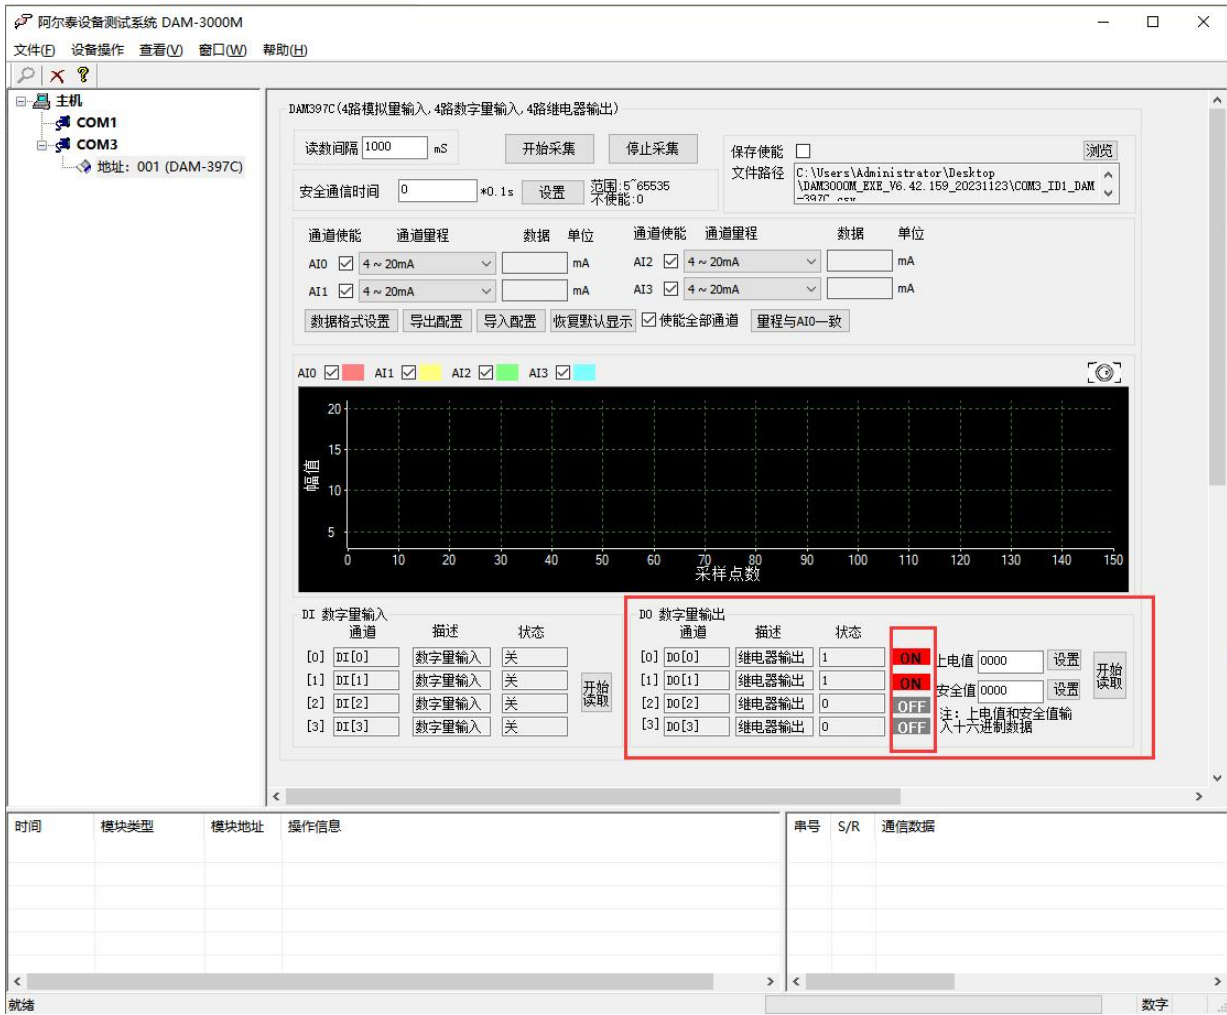 阿尔泰设备测试系统 DAM-3000M
文件(F) 设备操作 查看(V) 窗口(W) 帮助(H)
主机
COM1
COM3
地址：001 (DAM-397C)
DAM397C(4路模拟量输入,4路数字量输入,4路继电器输出)
读数间隔 1000 mS 开始采集 停止采集
保存使能 浏览
文件路径 C:\Users\Administrator\Desktop
\DAM3000M_EXE_V6.42.159_20231123\COM3_ID1_DAM
-397C.csv
安全通信时间 0 *0.1s 设置 范围:5~65535
不使能:0
通道使能 通道量程 数据 单位 通道使能 通道量程 数据 单位
AI0 4 ~ 20mA mA AI2 4 ~ 20mA mA
AI1 4 ~ 20mA mA AI3 4 ~ 20mA mA
数据格式设置 导出配置 导入配置 恢复默认显示 使能全部通道 量程与AI0一致
AI0 AI1 AI2 AI3
20
15
10
5
幅值
0 10 20 30 40 50 60 70 80 90 100 110 120 130 140 150
采样点数
DI 数字量输入
通道 描述 状态
[0] DI[0] 数字量输入 关
[1] DI[1] 数字量输入 关
[2] DI[2] 数字量输入 关
[3] DI[3] 数字量输入 关
开始
读取
DO 数字量输出
通道 描述 状态
[0] DO[0] 继电器输出 1 ON
[1] DO[1] 继电器输出 1 ON
[2] DO[2] 继电器输出 0 OFF
[3] DO[3] 继电器输出 0 OFF
上电值 0000 设置
安全值 0000 设置
注：上电值和安全值输
入十六进制数据
开始
读取
时间 模块类型 模块地址 操作信息
串号 S/R 通信数据
就绪
数字